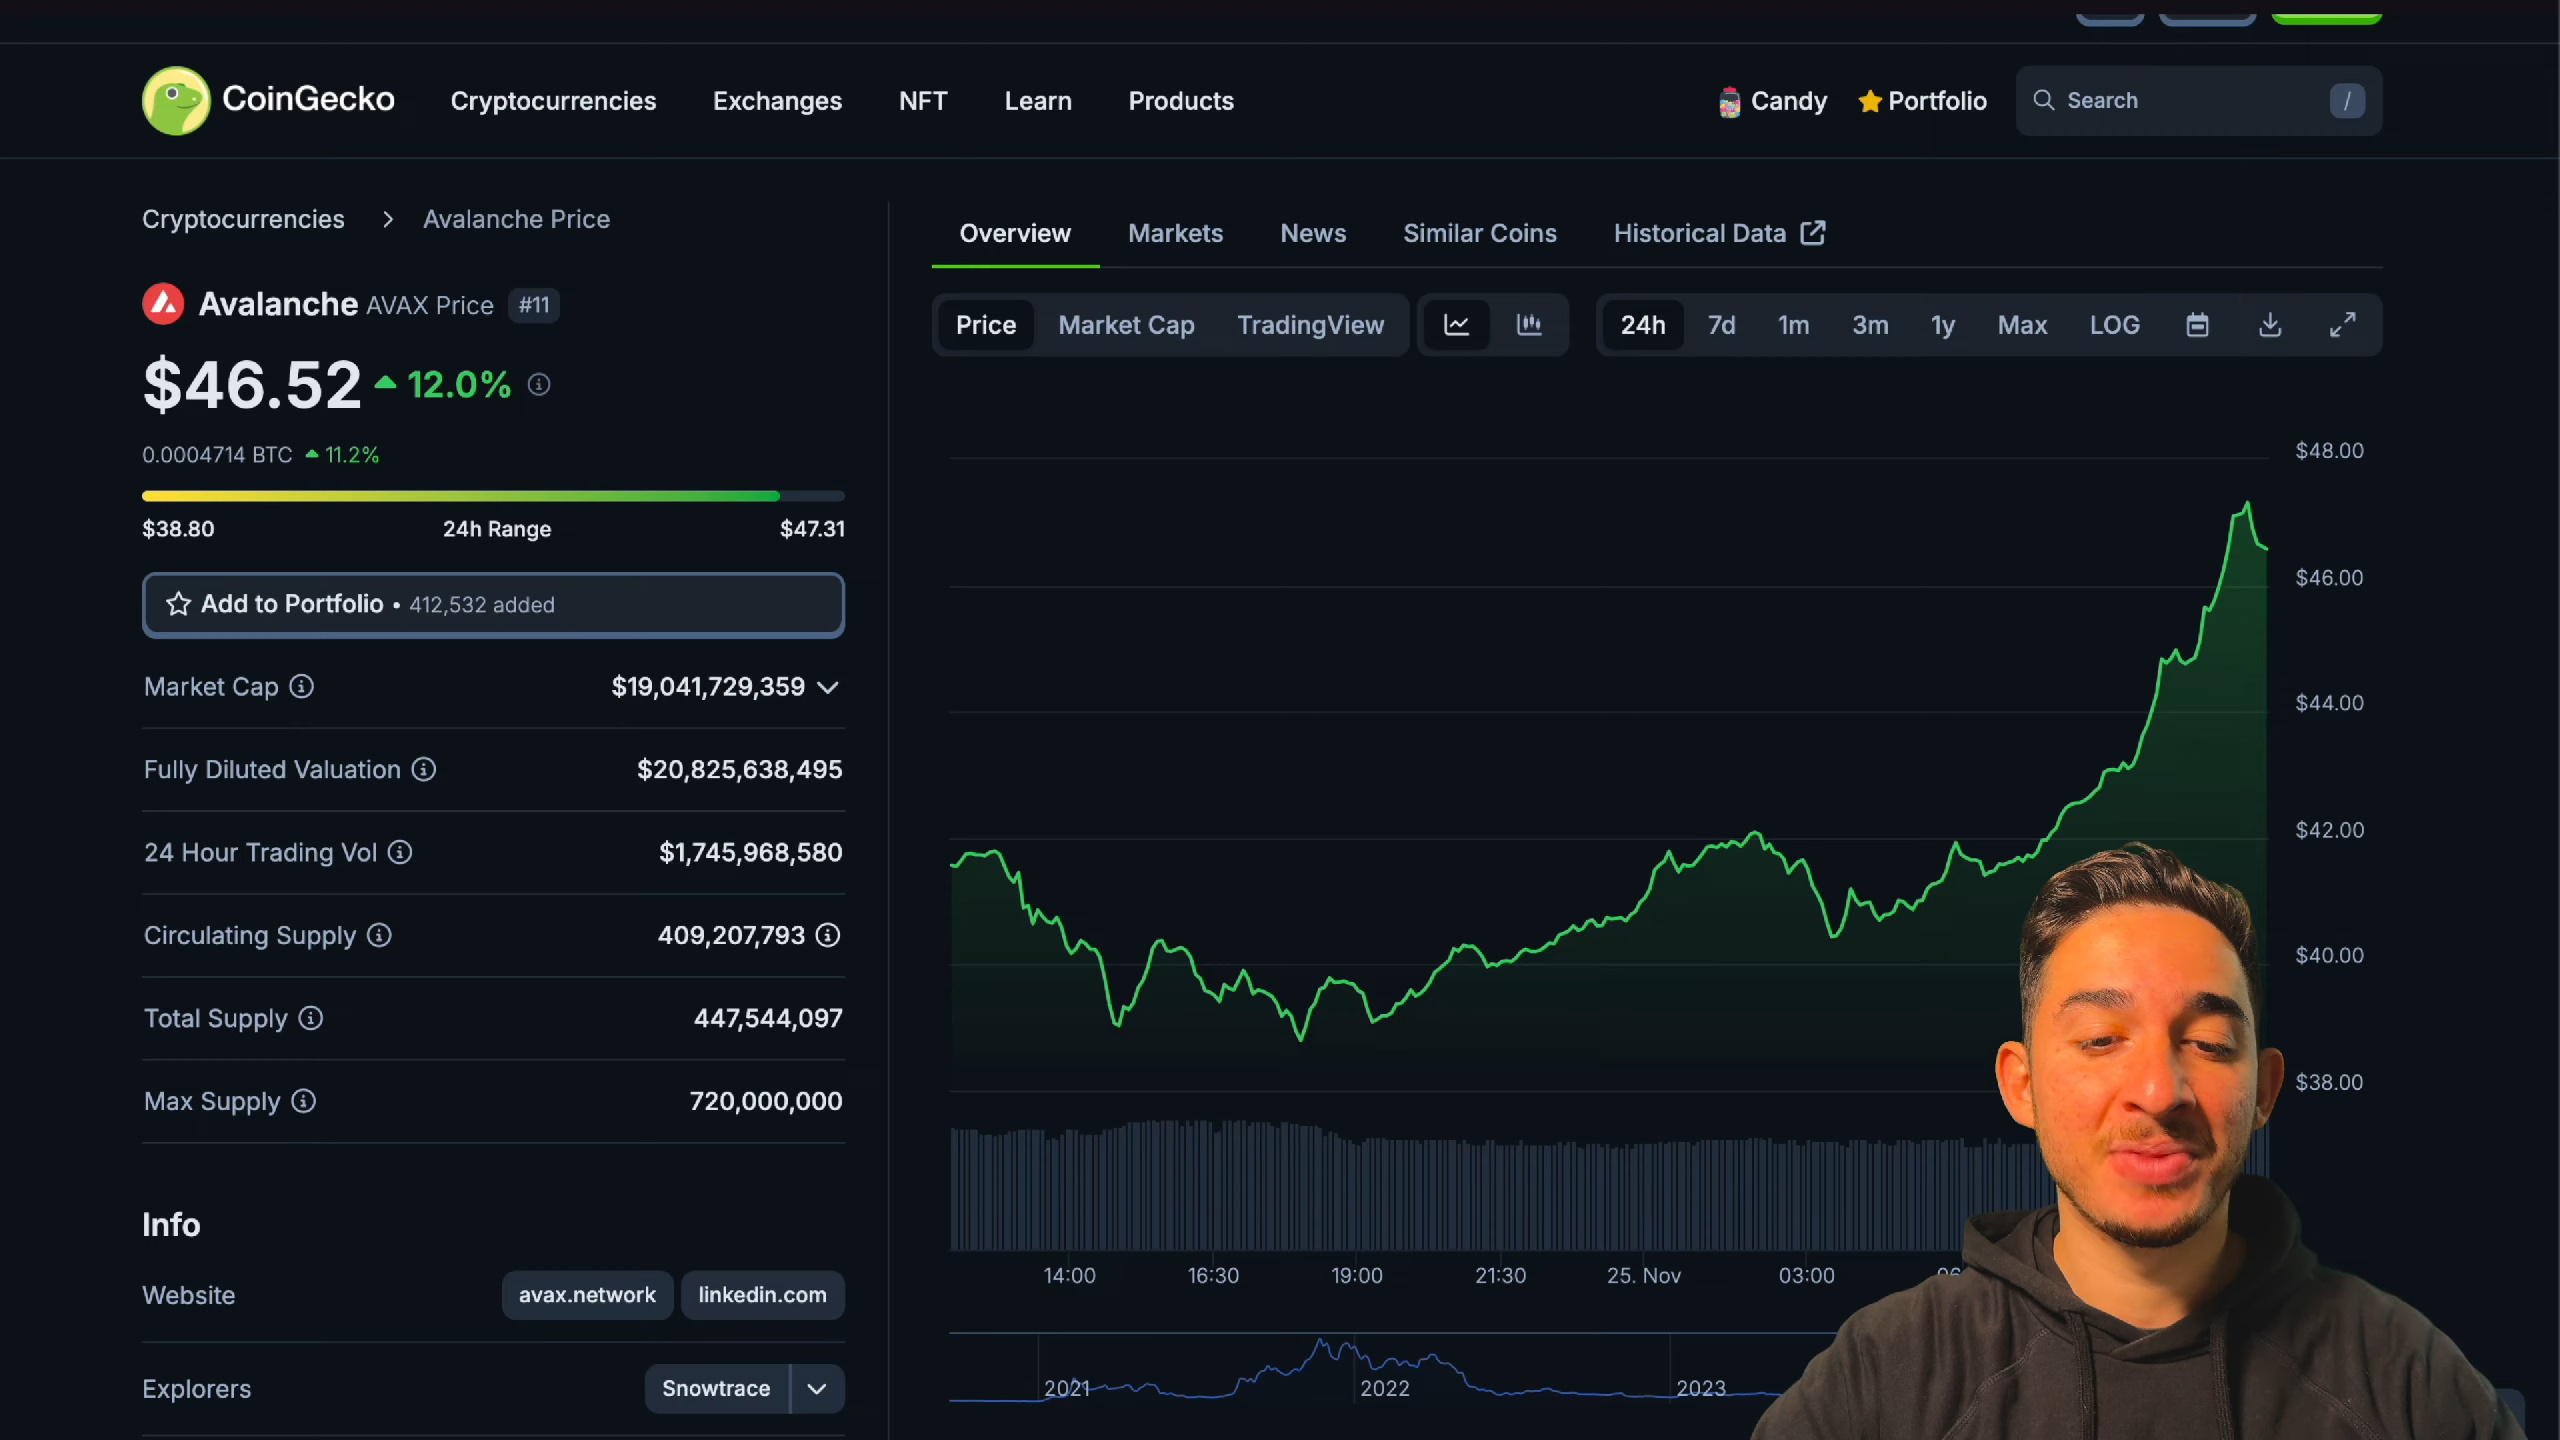 CoinGecko
Cryptocurrencies
Exchanges
NFT
Learn
Products
Candy
Portfolio
Search
/
Cryptocurrencies > Avalanche Price
Avalanche AVAX Price #11
$46.52 12.0%
0.0004714 BTC 11.2%
$38.80 24h Range $47.31
Add to Portfolio • 412,532 added
Market Cap $19,041,729,359
Fully Diluted Valuation $20,825,638,495
24 Hour Trading Vol $1,745,968,580
Circulating Supply 409,207,793
Total Supply 447,544,097
Max Supply 720,000,000
Info
Website avax.network linkedin.com
Explorers Snowtrace
Overview Markets News Similar Coins Historical Data
Price Market Cap TradingView
24h 7d 1m 3m 1y Max LOG
$48.00
$46.00
$44.00
$42.00
$40.00
$38.00
14:00 16:30 19:00 21:30 25. Nov 03:00
2021 2022 2023